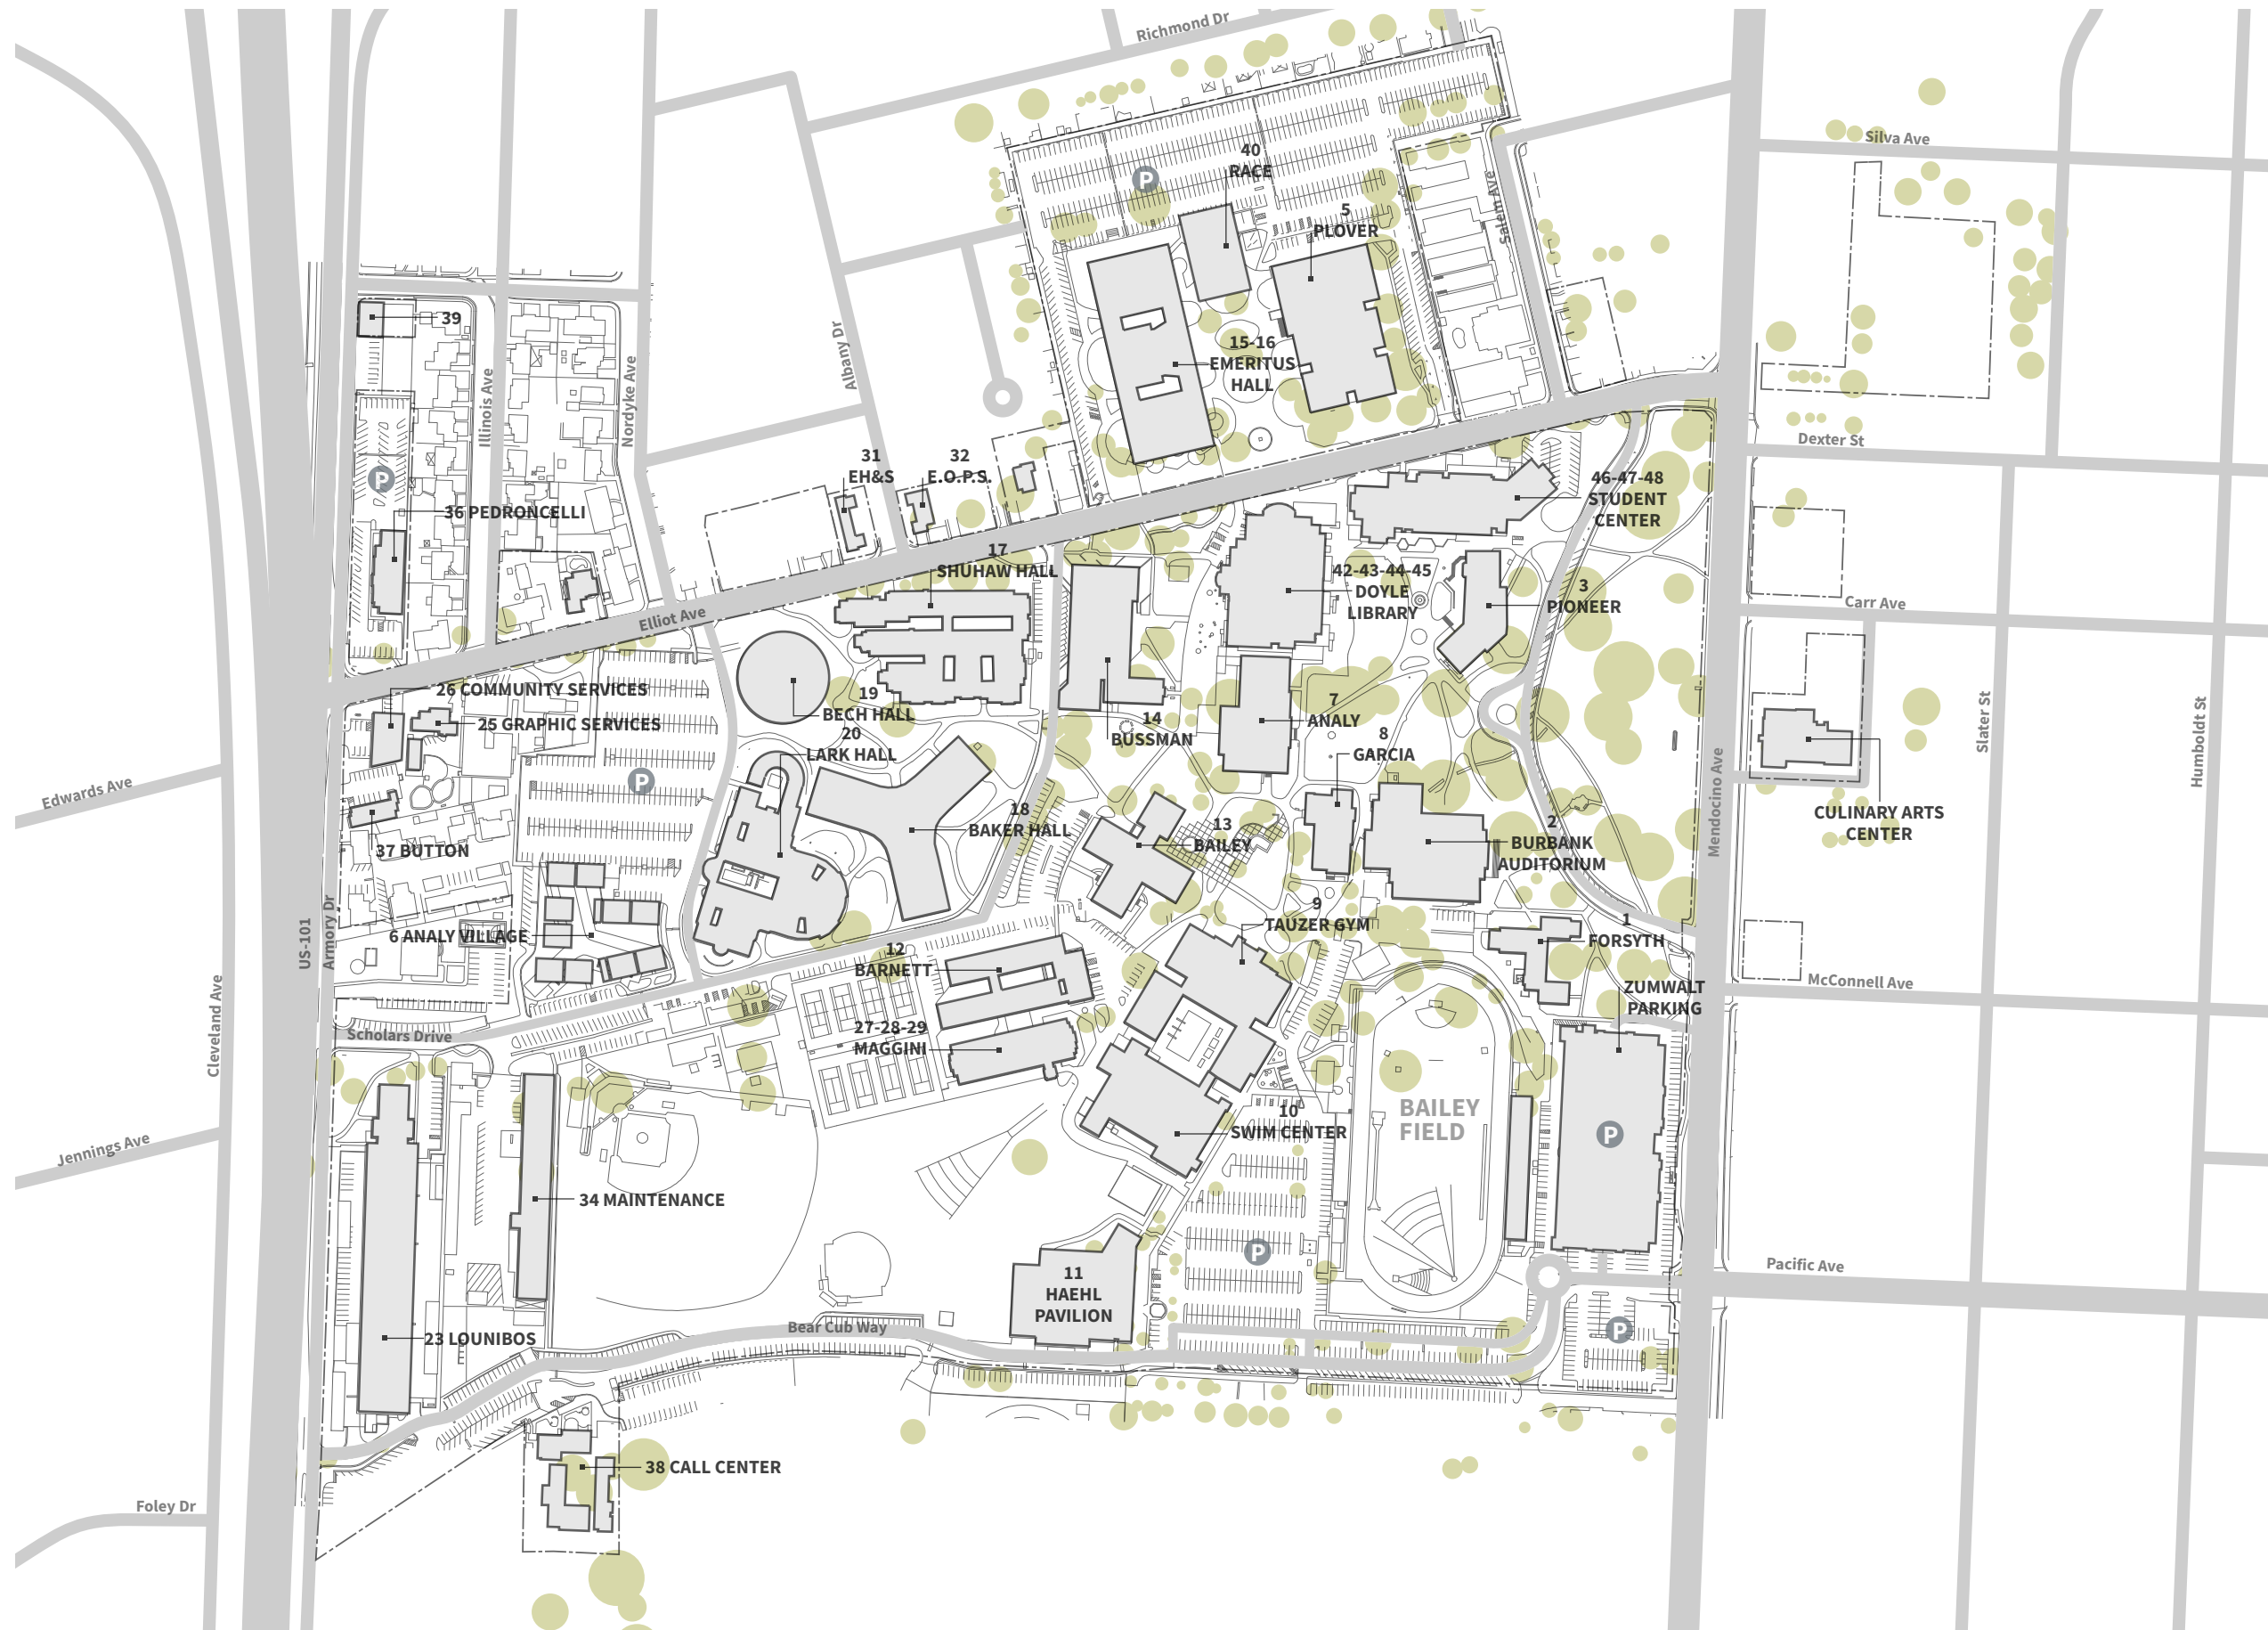 Richmond Dr
Silva Ave
40
RACE
P
Salem Ave
5
PLOVER
39
Albany Dr
15-16
EMERITUS
HALL
Illinois Ave
Nordyke Ave
Dexter St
31
EH&S
32
E.O.P.S.
P
46-47-48
STUDENT
CENTER
36 PEDRONCELLI
17
SHUHAW HALL
42-43-44-45
DOYLE
LIBRARY
3
PIONEER
Carr Ave
Elliot Ave
26 COMMUNITY SERVICES
25 GRAPHIC SERVICES
19
BECH HALL
20
LARK HALL
14
BUSSMAN
7
ANALY
8
GARCIA
Slater St
Humboldt St
Mendocino Ave
Edwards Ave
P
18
BAKER HALL
13
BAILEY
2
BURBANK
AUDITORIUM
CULINARY ARTS
CENTER
37 BUTTON
6 ANALY VILLAGE
US-101
Armory Dr
9
TAUZER GYM
1
FORSYTH
12
BARNETT
ZUMWALT
PARKING
McConnell Ave
Cleveland Ave
Scholars Drive
27-28-29
MAGGINI
BAILEY
FIELD
10
SWIM CENTER
P
Jennings Ave
34 MAINTENANCE
P
11
HAEHL
PAVILION
Pacific Ave
23 LOUNIBOS
Bear Cub Way
P
38 CALL CENTER
Foley Dr